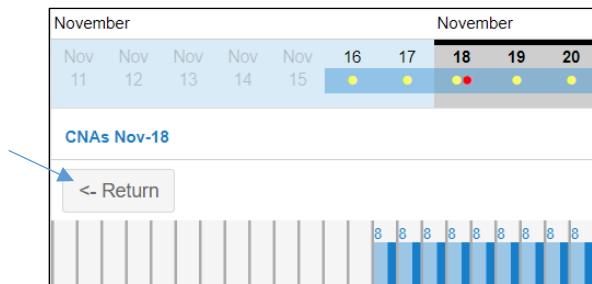 November November
Nov Nov Nov Nov Nov 16 17 18 19 20
11 12 13 14 15
CNAs Nov-18
<- Return
8 8 8 8 8 8 8 8 8